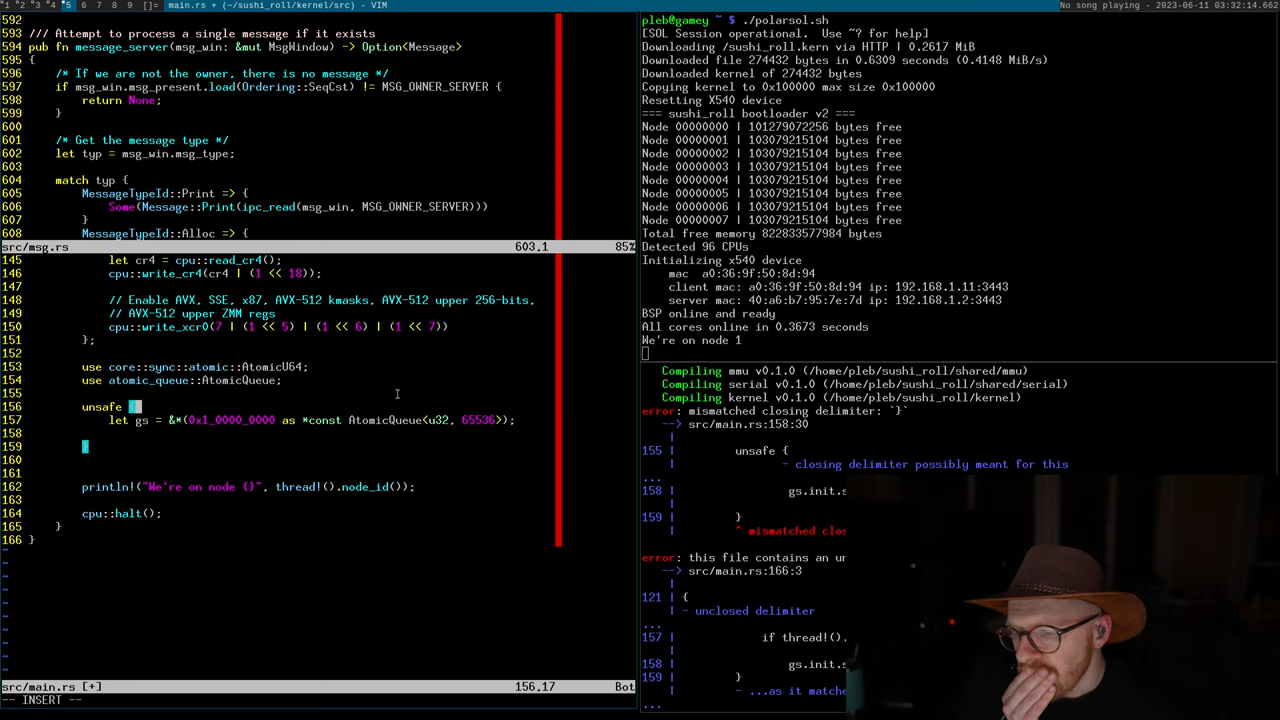 1 2 3 4 5 6 7 8 9 []= main.rs + (~/sushi_roll/kernel/src) - VIM
No song playing - 2023-06-11 03:32:14.662
592
593 /// Attempt to process a single message if it exists
594 pub fn message_server(msg_win: &mut MsgWindow) -> Option<Message>
595 {
596     /* If we are not the owner, there is no message */
597     if msg_win.msg_present.load(Ordering::SeqCst) != MSG_OWNER_SERVER {
598         return None;
599     }
600
601     /* Get the message type */
602     let typ = msg_win.msg_type;
603
604     match typ {
605         MessageTypeId::Print => {
606             Some(Message::Print(ipc_read(msg_win, MSG_OWNER_SERVER)))
607         }
608         MessageTypeId::Alloc => {
src/msg.rs 603,1 85%
145             let cr4 = cpu::read_cr4();
146             cpu::write_cr4(cr4 | (1 << 18));
147
148             // Enable AVX, SSE, x87, AVX-512 kmasks, AVX-512 upper 256-bits,
149             // AVX-512 upper ZMM regs
150             cpu::write_xcr0(7 | (1 << 5) | (1 << 6) | (1 << 7))
151         };
152
153         use core::sync::atomic::AtomicU64;
154         use atomic_queue::AtomicQueue;
155
156         unsafe {
157             let gs = &*(0x1_0000_0000 as *const AtomicQueue<u32, 65536>);
158
159         }
160
161
162         println!("We're on node {}", thread!().node_id());
163
164         cpu::halt();
165     }
166 }
~
~
~
~
~
~
~
~
~
~
src/main.rs [+] 156,17 Bot
-- INSERT --
pleb@gamey ~ $ ./polarsol.sh
[SOL Session operational.  Use ~? for help]
Downloading /sushi_roll.kern via HTTP | 0.2617 MiB
Downloaded file 274432 bytes in 0.6309 seconds (0.4148 MiB/s)
Downloaded kernel of 274432 bytes
Copying kernel to 0x100000 max size 0x100000
Resetting X540 device
=== sushi_roll bootloader v2 ===
Node 00000000 | 101279072256 bytes free
Node 00000001 | 103079215104 bytes free
Node 00000002 | 103079215104 bytes free
Node 00000003 | 103079215104 bytes free
Node 00000004 | 103079215104 bytes free
Node 00000005 | 103079215104 bytes free
Node 00000006 | 103079215104 bytes free
Node 00000007 | 103079215104 bytes free
Total free memory 822833577984 bytes
Detected 96 CPUs
Initializing x540 device
    mac  a0:36:9f:50:8d:94
    client mac: a0:36:9f:50:8d:94 ip: 192.168.1.11:3443
    server mac: 40:a6:b7:95:7e:7d ip: 192.168.1.2:3443
BSP online and ready
All cores online in 0.3673 seconds
We're on node 1
   Compiling mmu v0.1.0 (/home/pleb/sushi_roll/shared/mmu)
   Compiling serial v0.1.0 (/home/pleb/sushi_roll/shared/serial)
   Compiling kernel v0.1.0 (/home/pleb/sushi_roll/kernel)
error: mismatched closing delimiter: `}`
   --> src/main.rs:158:30
    |
155 |         unsafe {
    |                - closing delimiter possibly meant for this
...
158 |                 gs.init.s
    |
159 |         }
    |         ^ mismatched clos
error: this file contains an un
   --> src/main.rs:166:3
    |
121 | {
    | - unclosed delimiter
...
157 |             if thread!().
158 |                 gs.init.s
159 |         }
    |         - ...as it matche
...